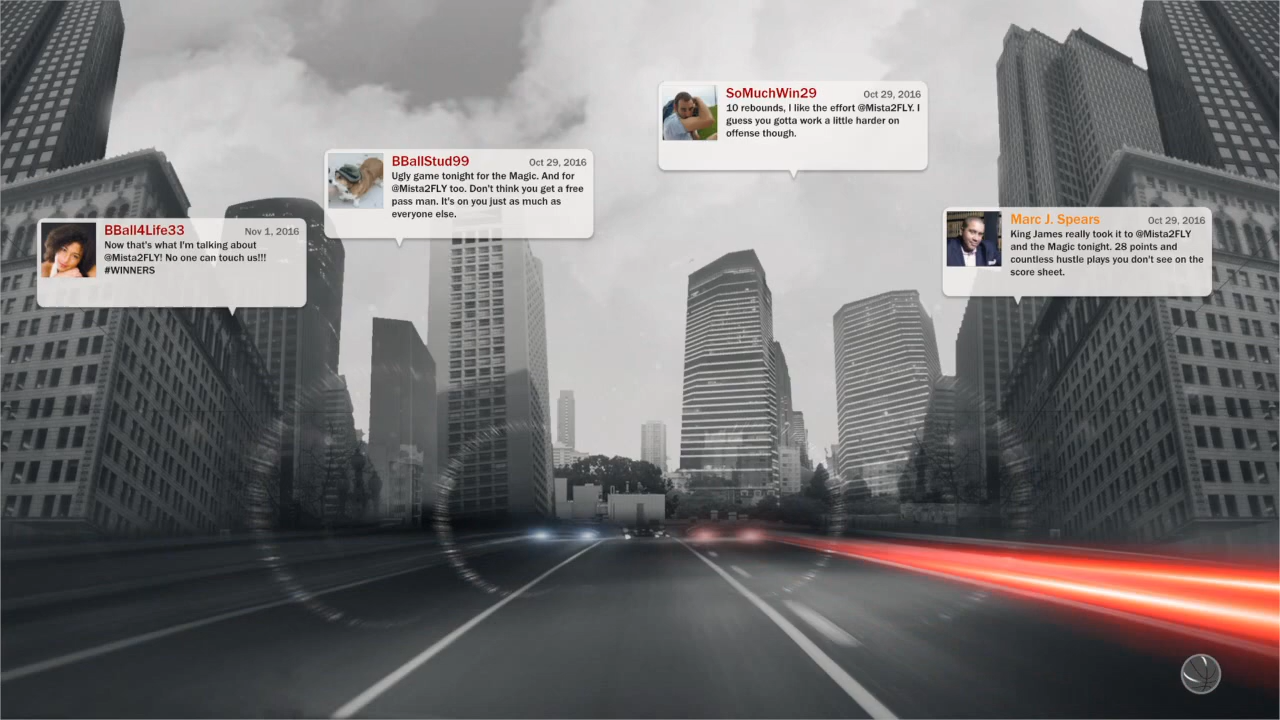 SoMuchWin29 Oct 29, 2016
10 rebounds, I like the effort @Mista2FLY. I
guess you gotta work a little harder on
offense though.
BBallStud99 Oct 29, 2016
Ugly game tonight for the Magic. And for
@Mista2FLY too. Don't think you get a free
pass man. It's on you just as much as
everyone else.
Marc J. Spears Oct 29, 2016
King James really took it to @Mista2FLY
and the Magic tonight. 28 points and
countless hustle plays you don't see on the
score sheet.
BBall4Life33 Nov 1, 2016
Now that's what I'm talking about
@Mista2FLY! No one can touch us!!!
#WINNERS